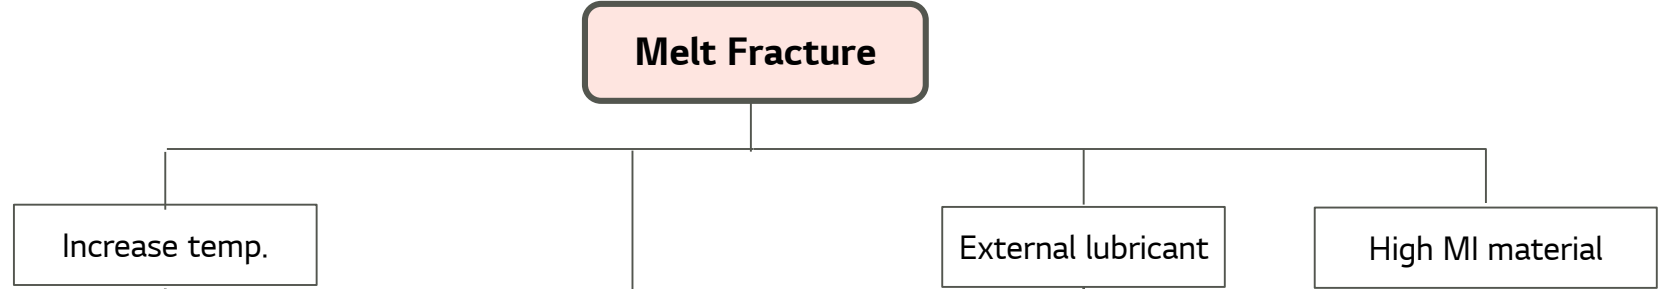 Melt Fracture
Increase temp.
External lubricant
High MI material